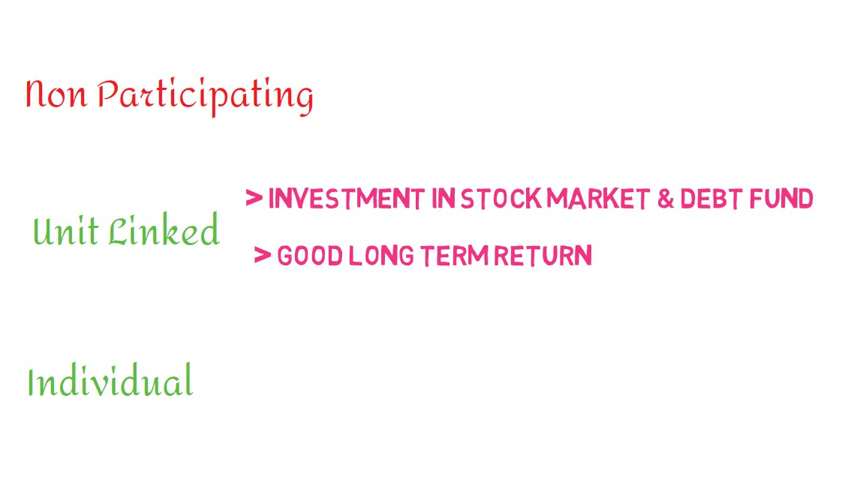 Non Participating
> INVESTMENT IN STOCK MARKET & DEBT FUND
Unit Linked
> GOOD LONG TERM RETURN
Individual